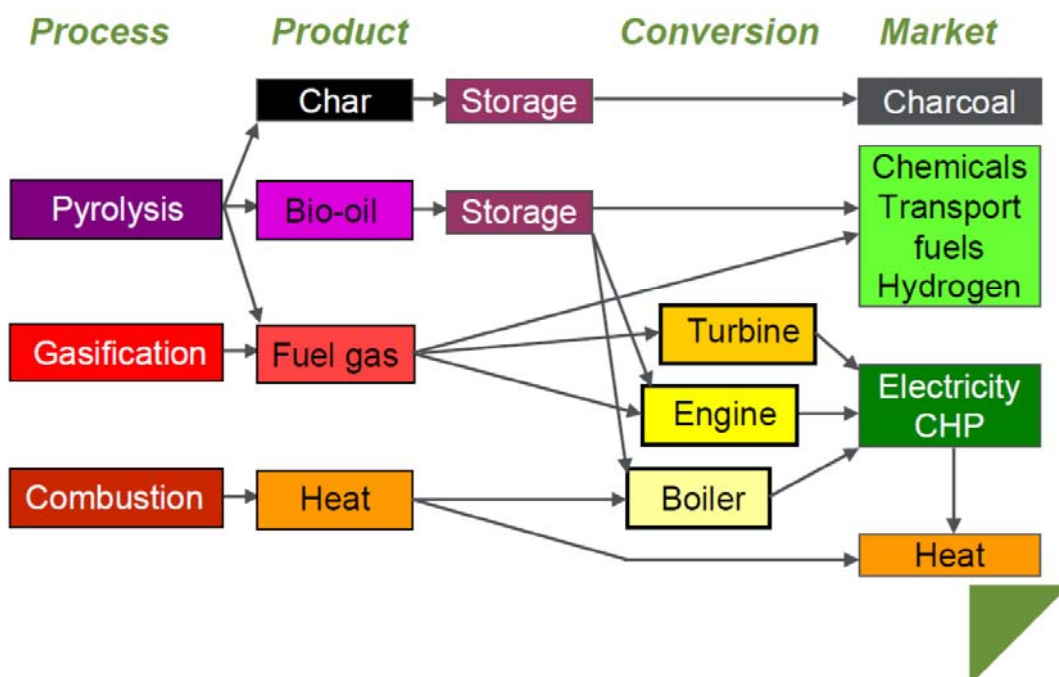 Process
Product
Conversion
Market
Char
Storage
Charcoal
Pyrolysis
Bio-oil
Storage
Chemicals
Transport
fuels
Hydrogen
Gasification
Fuel gas
Turbine
Engine
Electricity
CHP
Combustion
Heat
Boiler
Heat